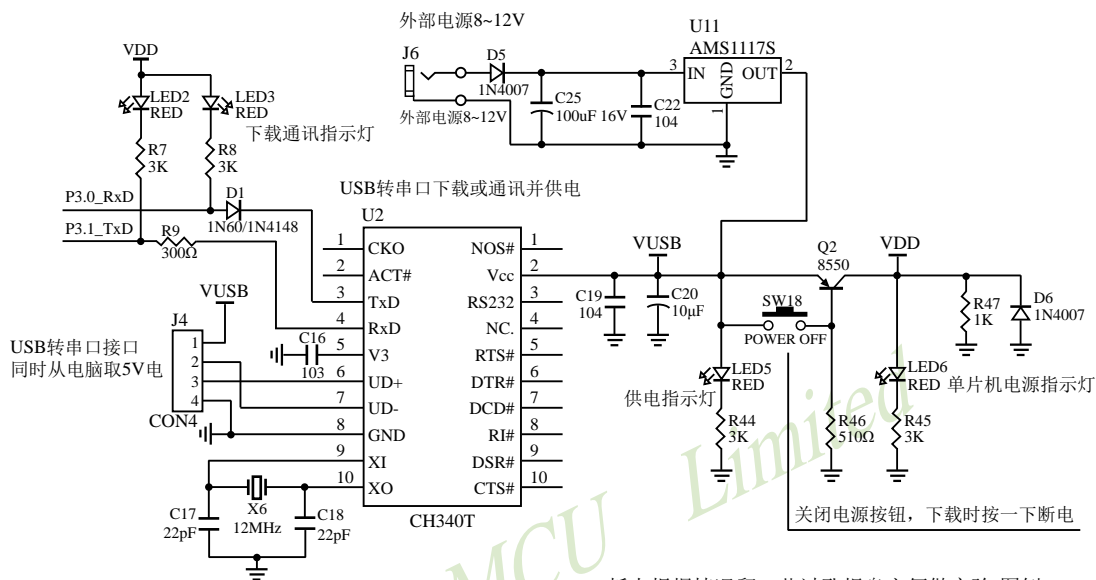 外部电源8~12V
U11
AMS1117S
J6
D5
1N4007
3
IN
OUT
2
GND
1
C25
100uF 16V
C22
104
外部电源8~12V
VDD
LED2
RED
LED3
RED
下载通讯指示灯
R7
3K
R8
3K
P3.0_RxD
D1
1N60/1N4148
P3.1_TxD
R9
300Ω
USB转串口下载或通讯并供电
U2
1
CKO
NOS#
1
2
ACT#
Vcc
2
3
TxD
RS232
3
4
RxD
NC.
4
5
V3
RTS#
5
6
UD+
DTR#
6
7
UD-
DCD#
7
8
GND
RI#
8
9
XI
DSR#
9
10
XO
CTS#
10
CH340T
VUSB
J4
1
2
3
4
CON4
USB转串口接口
同时从电脑取5V电
C16
103
C17
22pF
X6
12MHz
C18
22pF
VUSB
C19
104
C20
10μF
Q2
8550
VDD
SW18
POWER OFF
R47
1K
D6
1N4007
LED5
RED
供电指示灯
R44
3K
R46
510Ω
LED6
RED
单片机电源指示灯
R45
3K
关闭电源按钮，下载时按一下断电
MCU Limited